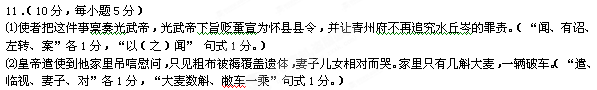 11.（10分，每小题5分）
⑴使者把这件事禀奏光武帝，光武帝下旨贬董宣为怀县县令，并让青州府不再追究水丘岑的罪责。（“闻、有诏、
左转、案”各1分，“以（之）闻” 句式1分。）
⑵皇帝遣使到他家里吊唁慰问，只见粗布被褥覆盖遗体，妻子儿女相对而哭。家里只有几斛大麦，一辆破车。（“遣、
临视、妻子、对”各1分，“大麦数斛、敝车一乘”句式1分。）